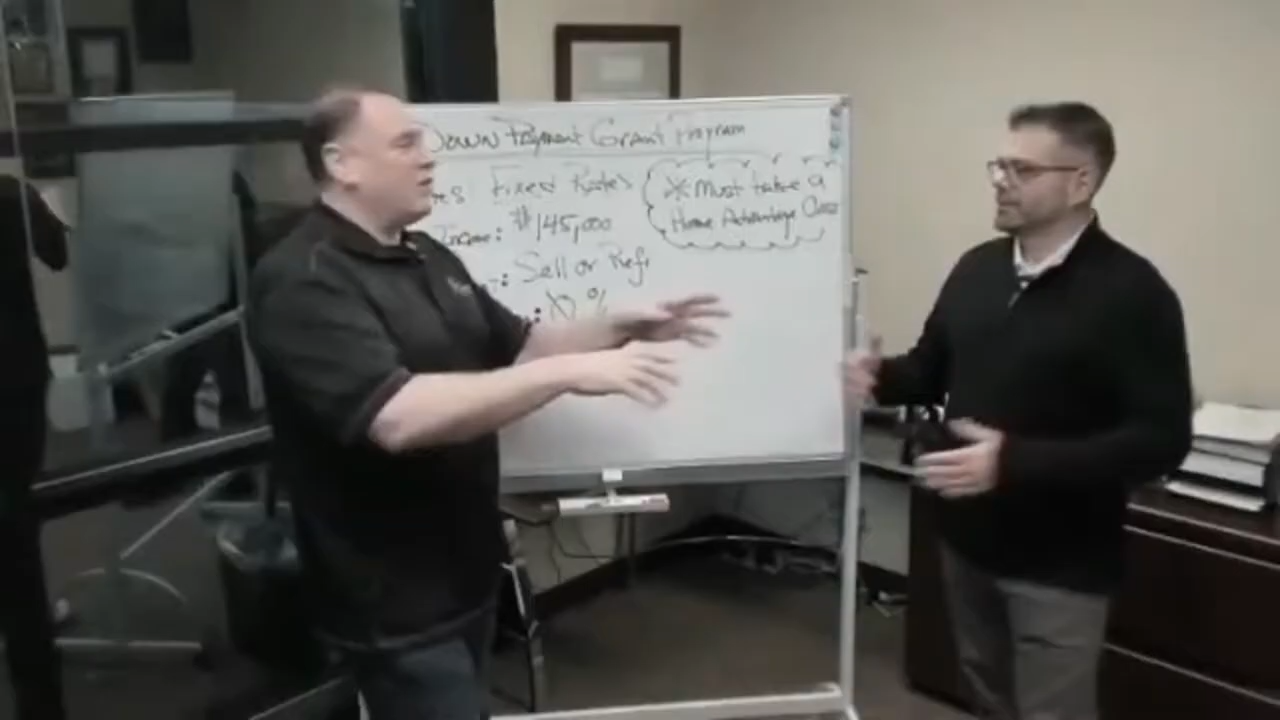 Down Payment Grant Program
Fixed Rates
* Must take a
Home Advantage Class
$145,000
Sell or Refi
%